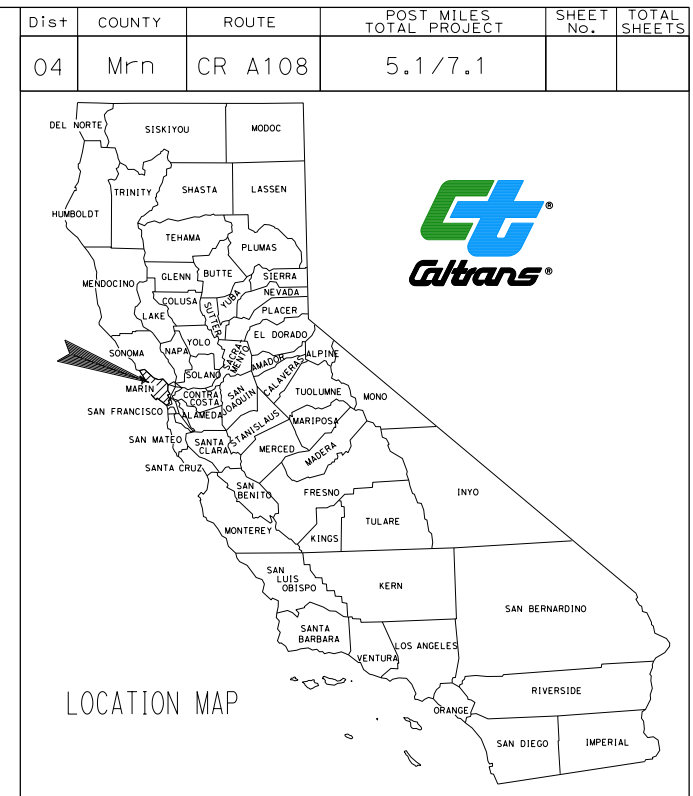 Dist COUNTY ROUTE POST MILES TOTAL PROJECT SHEET No. TOTAL SHEETS
04 Mrn CR A108 5.1/7.1
DEL NORTE
SISKIYOU
MODOC
TRINITY
SHASTA
LASSEN
HUMBOLDT
TEHAMA
PLUMAS
MENDOCINO
GLENN
BUTTE
SIERRA
COLUSA
YUBA
NEVADA
LAKE
SUTTER
PLACER
YOLO
EL DORADO
SONOMA
NAPA
SACRA
MENTO
AMADOR
ALPINE
SOLANO
CALAVERAS
MARIN
CONTRA
COSTA
SAN
JOAQUIN
TUOLUMNE
MONO
SAN FRANCISCO
ALAMEDA
STANISLAUS
MARIPOSA
SAN MATEO
SANTA
CLARA
MERCED
MADERA
SANTA CRUZ
SAN
BENITO
FRESNO
INYO
MONTEREY
KINGS
TULARE
SAN
LUIS
OBISPO
KERN
SAN BERNARDINO
SANTA
BARBARA
VENTURA
LOS ANGELES
ORANGE
RIVERSIDE
SAN DIEGO
IMPERIAL
Ct ®
Caltrans ®
LOCATION MAP